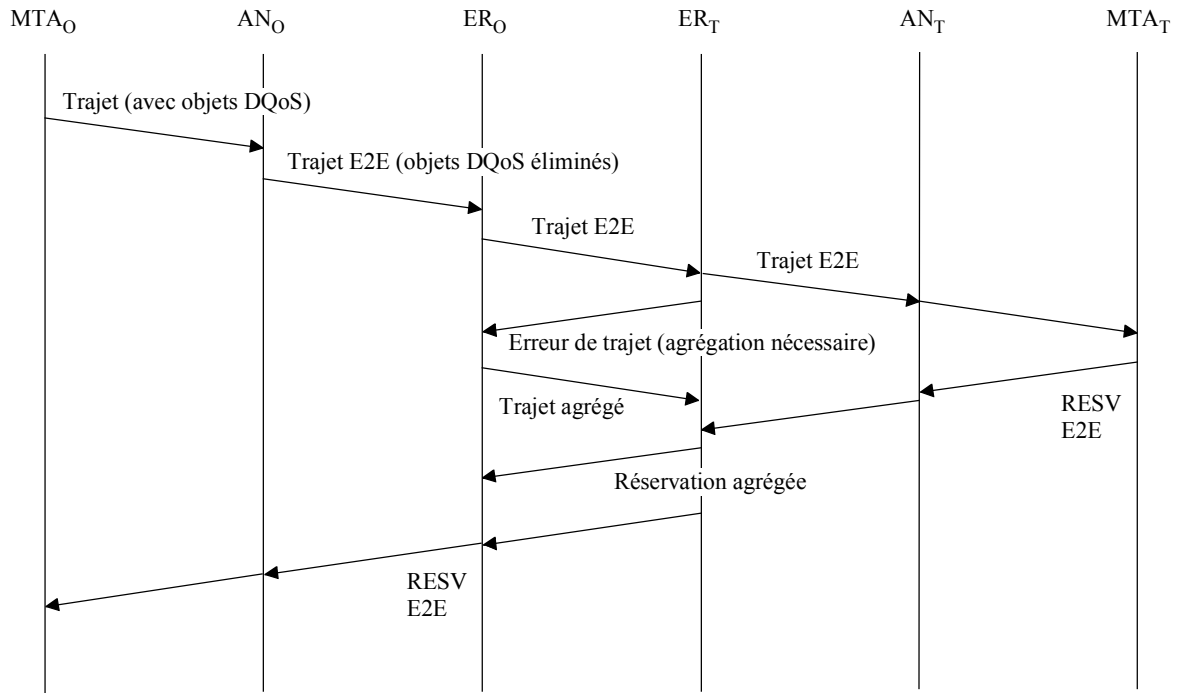 MTAO ANO ERO ERT ANT MTAT
Trajet (avec objets DQoS)
Trajet E2E (objets DQoS éliminés)
Trajet E2E
Trajet E2E
Erreur de trajet (agrégation nécessaire)
Trajet agrégé
RESV
E2E
Réservation agrégée
RESV
E2E